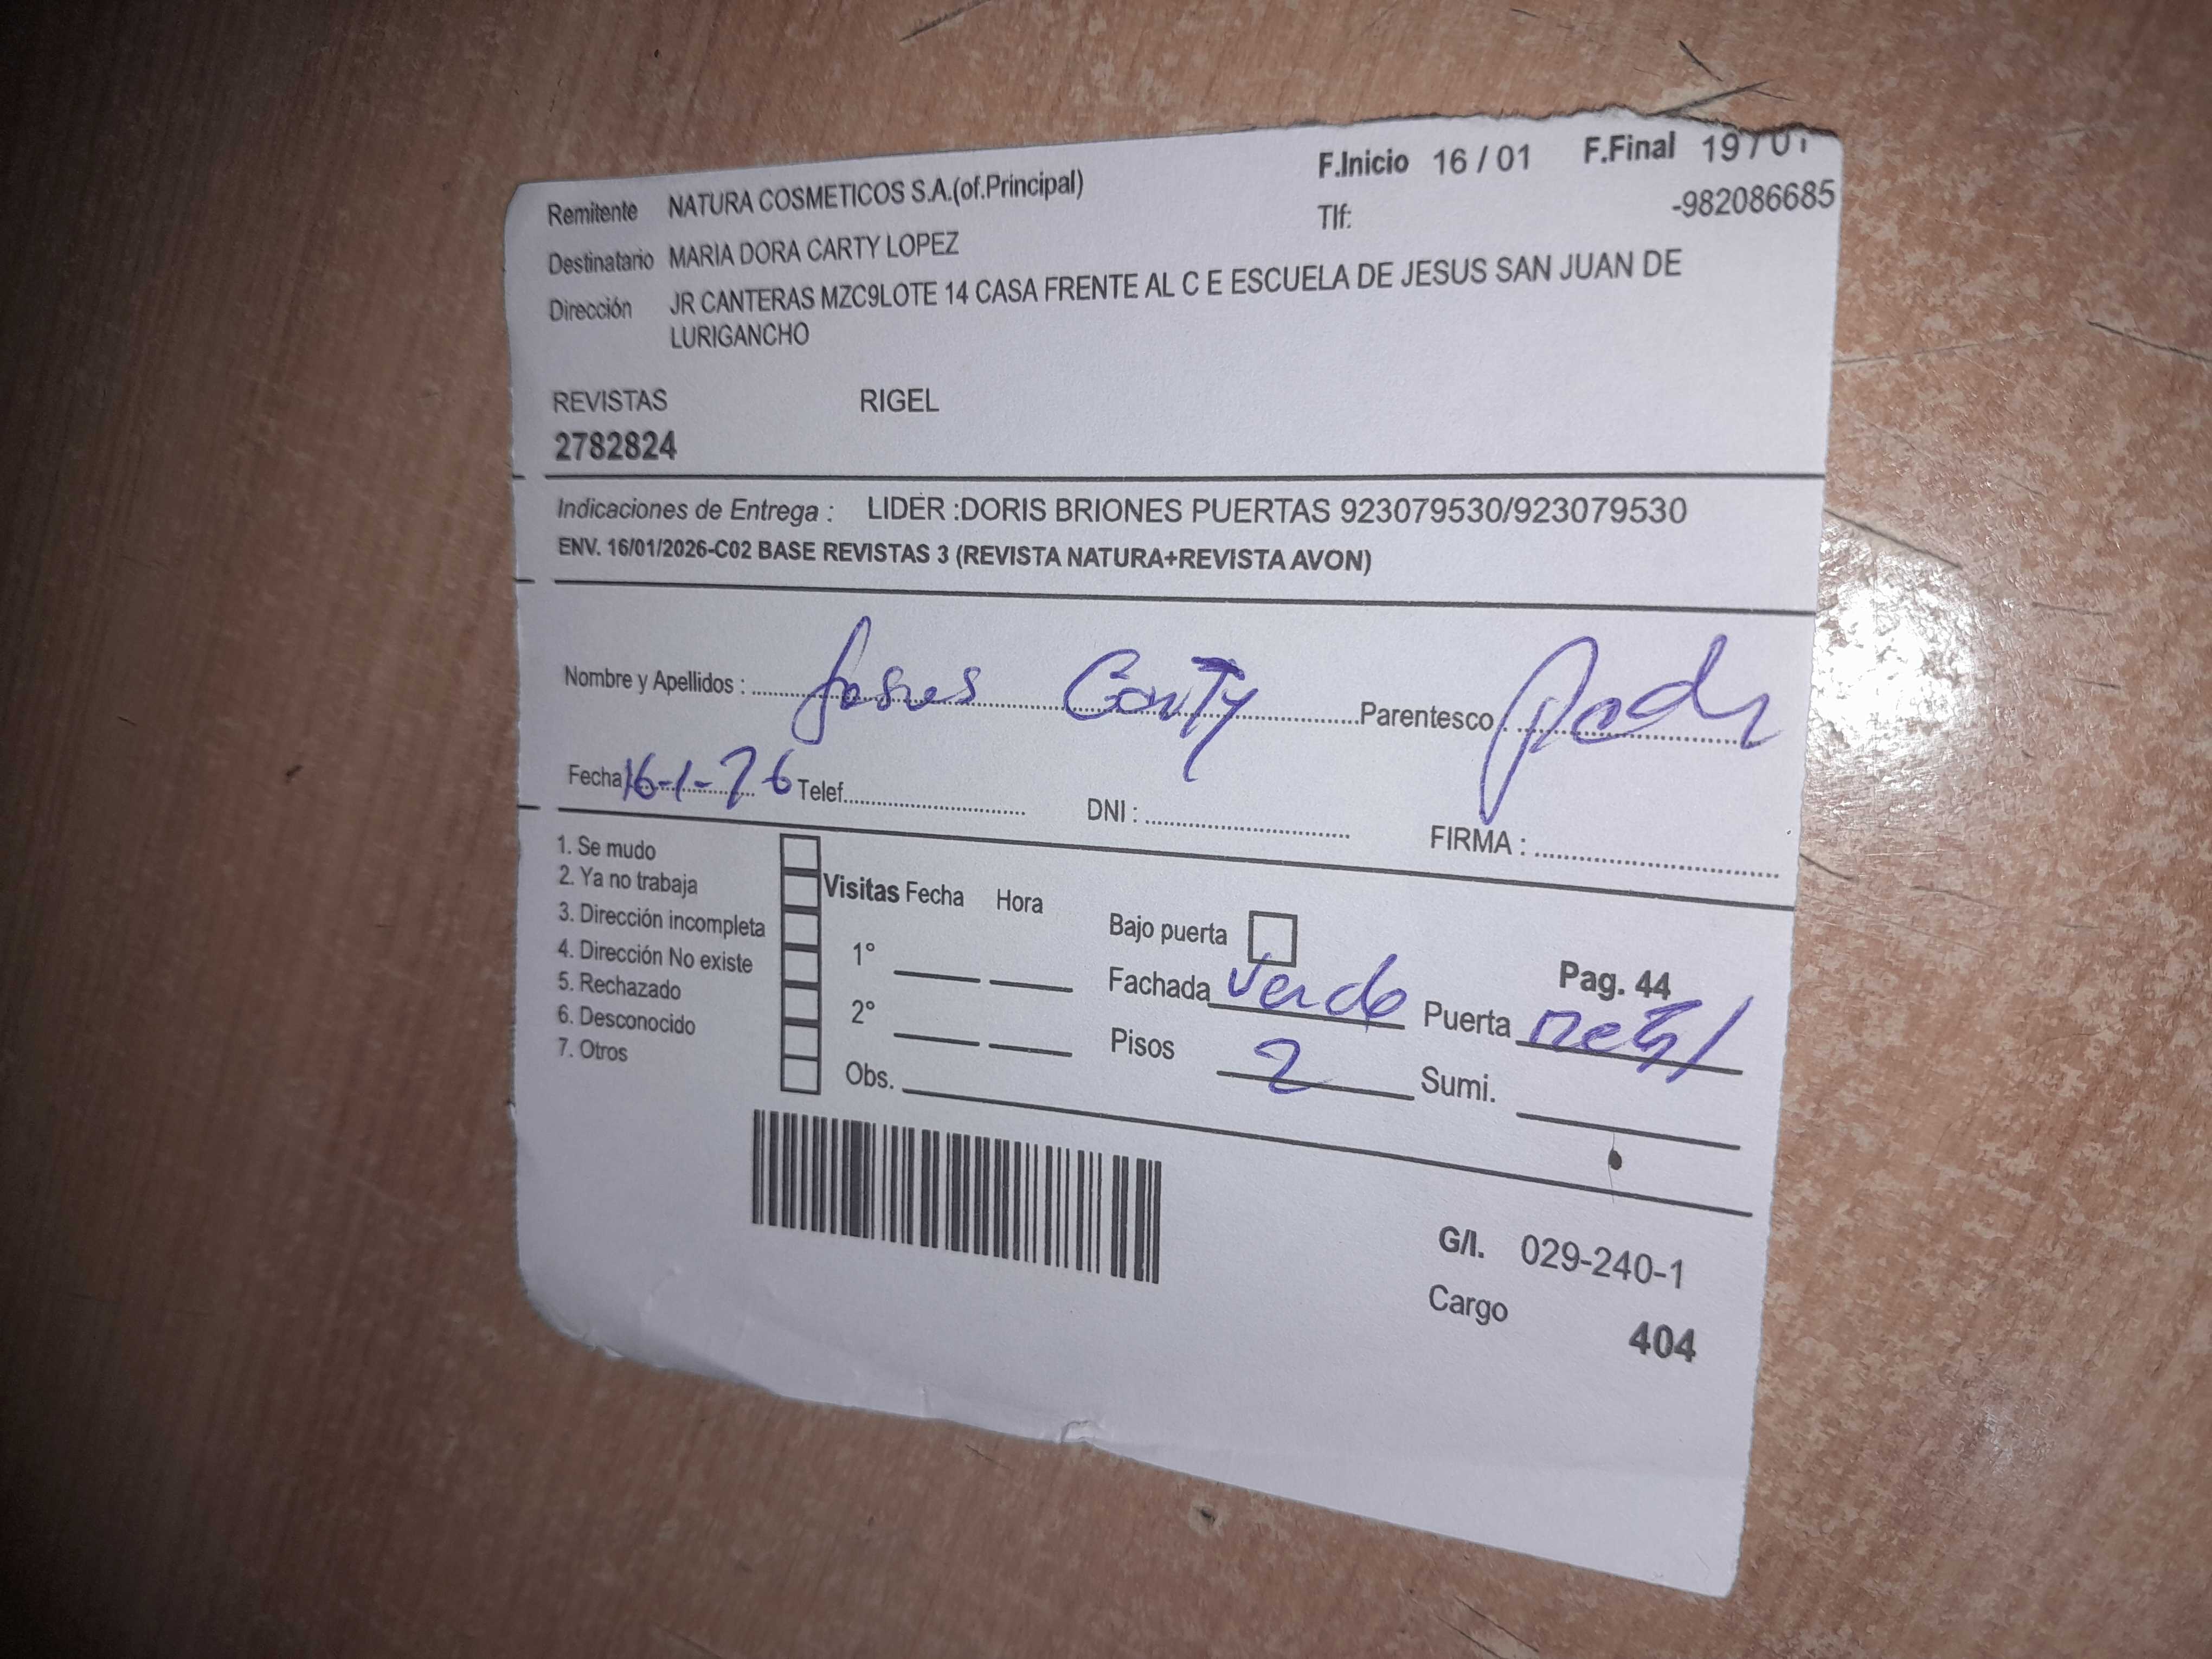 F.Inicio 16 / 01 F.Final 19 / 01
Remitente NATURA COSMETICOS S.A.(of.Principal) Tlf: -982086685
Destinatario MARIA DORA CARTY LOPEZ
Dirección JR CANTERAS MZC9LOTE 14 CASA FRENTE AL C E ESCUELA DE JESUS SAN JUAN DE
LURIGANCHO
REVISTAS RIGEL
2782824
Indicaciones de Entrega : LIDER :DORIS BRIONES PUERTAS 923079530/923079530
ENV. 16/01/2026-C02 BASE REVISTAS 3 (REVISTA NATURA+REVISTA AVON)
Nombre y Apellidos : Carty Parentesco
Fecha 16-1-26 Telef. DNI : FIRMA :
1. Se mudo
2. Ya no trabaja
3. Dirección incompleta
4. Dirección No existe
5. Rechazado
6. Desconocido
7. Otros
Visitas Fecha Hora
1°
2°
Obs.
Bajo puerta
Pag. 44
Fachada Verde Puerta Metal
Pisos 2 Sumi.
G/I. 029-240-1
Cargo
404